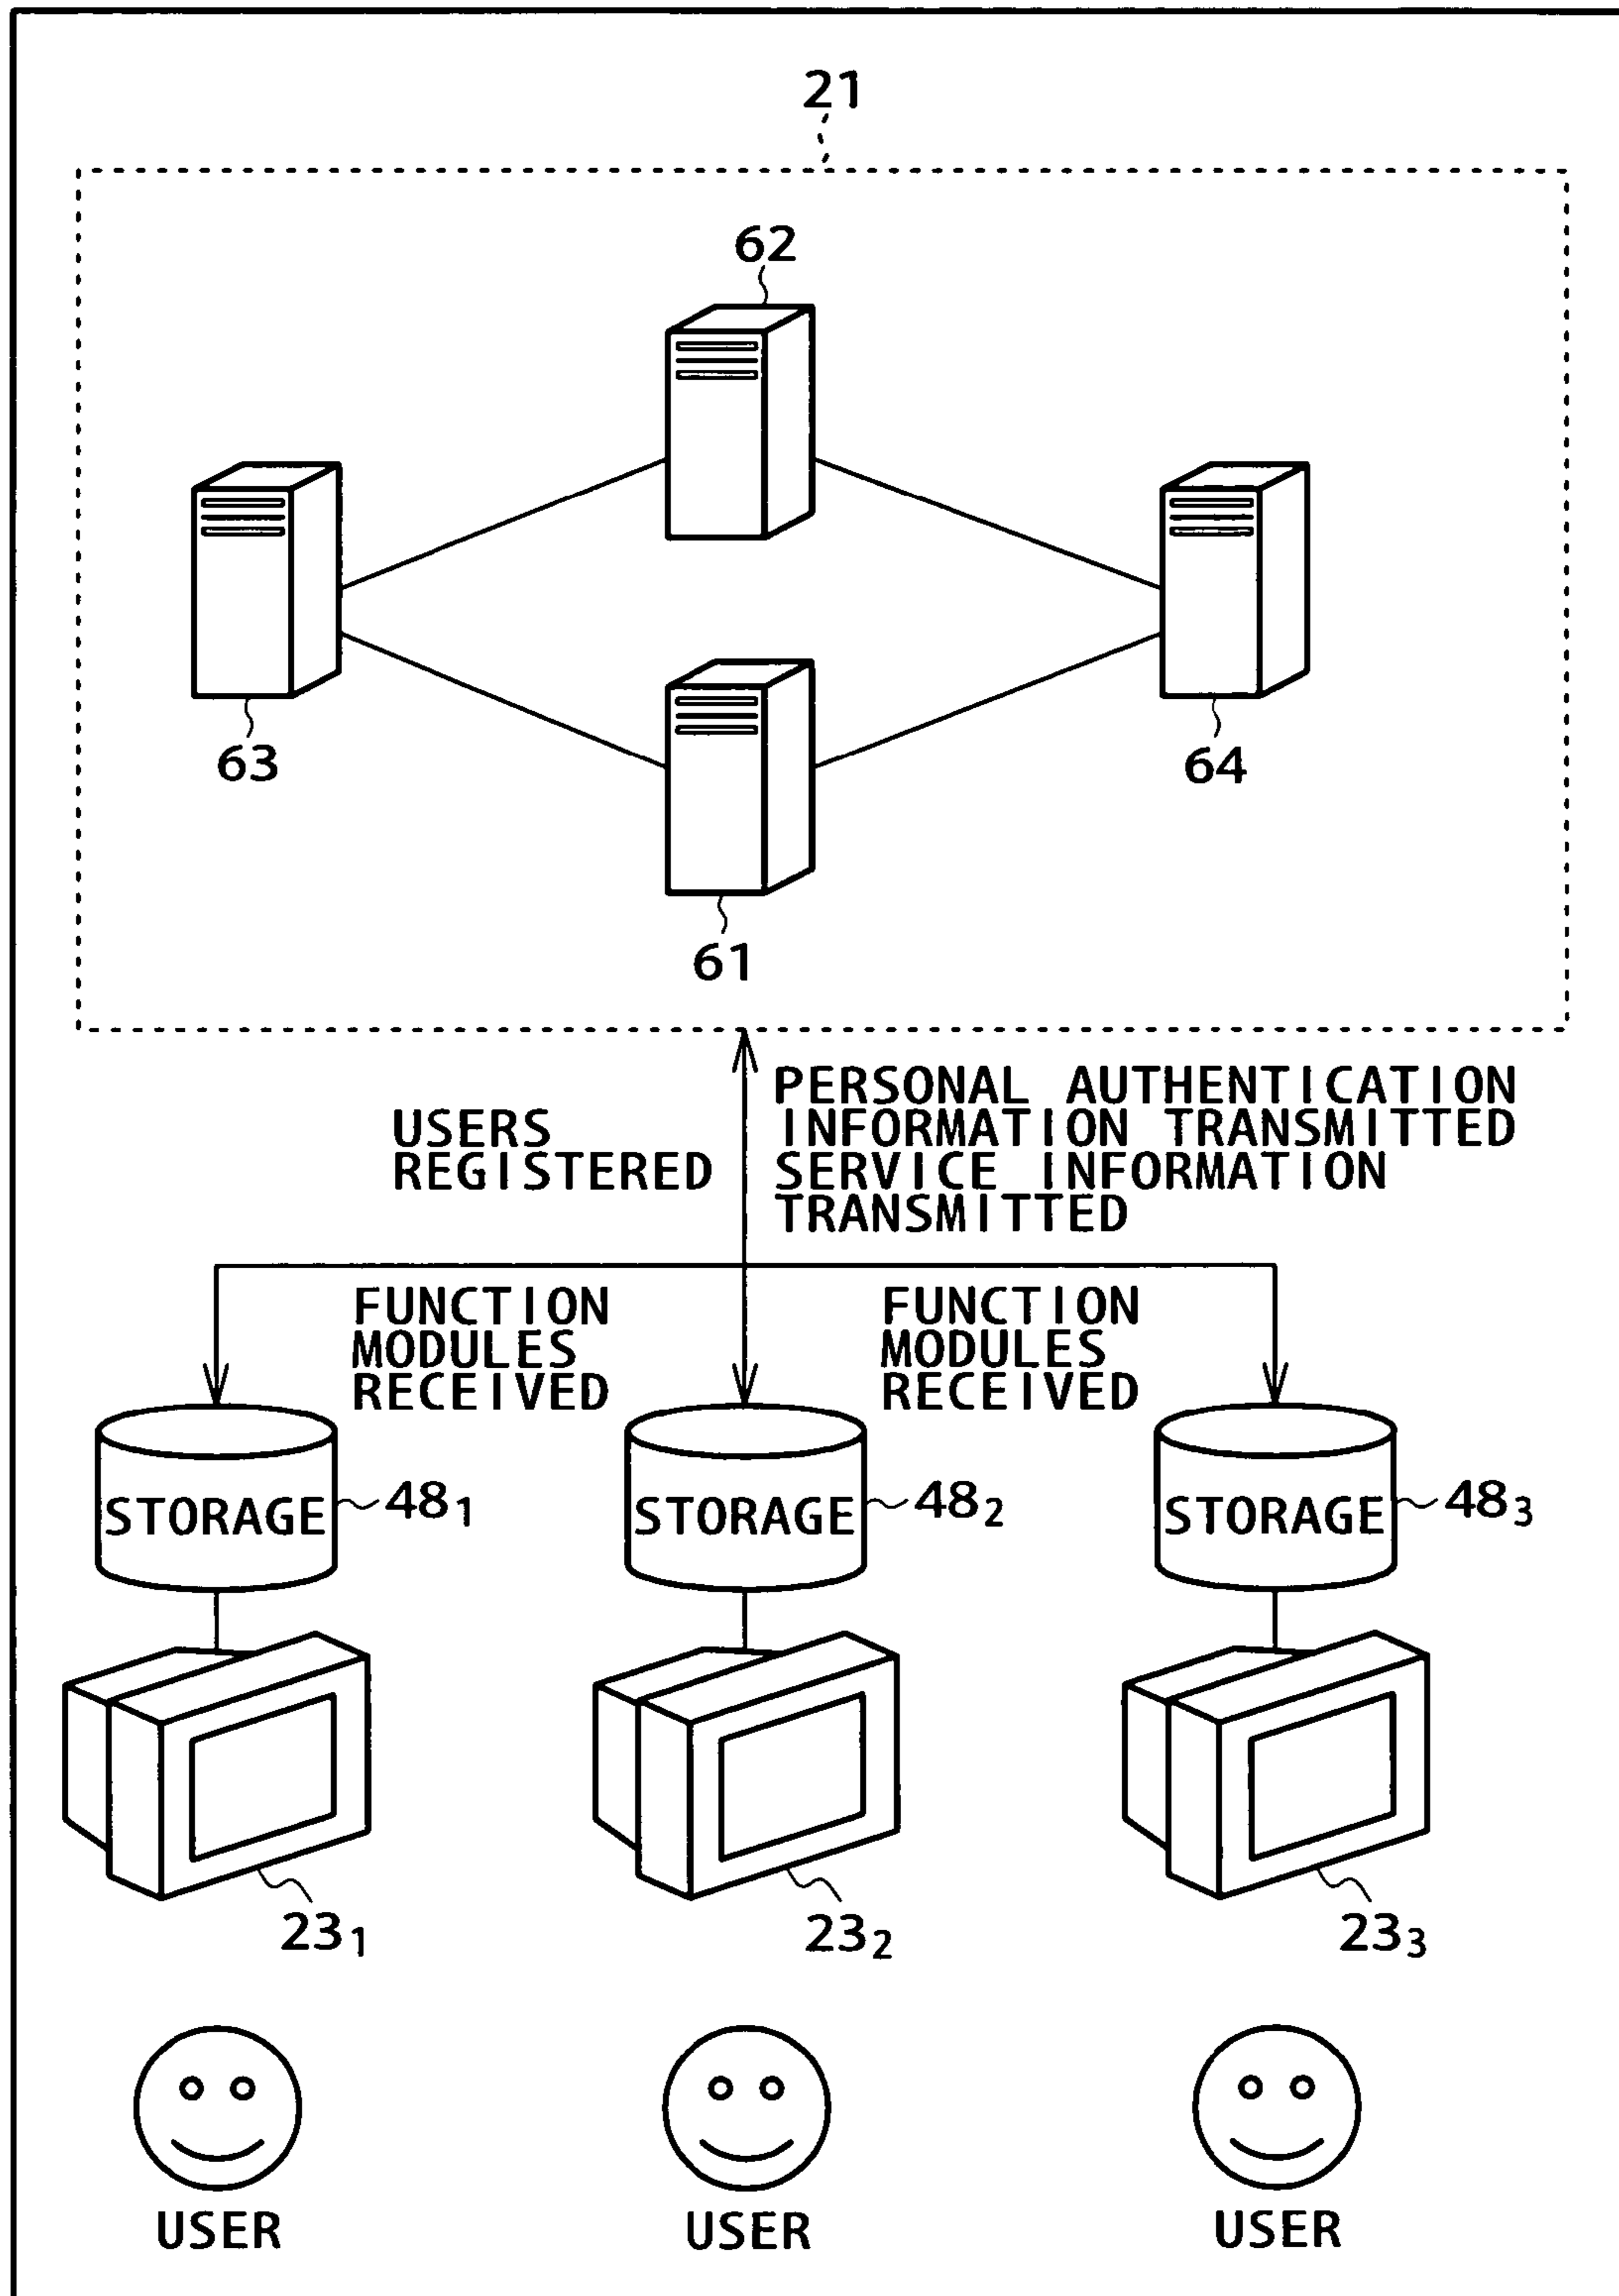 21
62
63
64
61
USERS
REGISTERED
PERSONAL AUTHENTICATION
INFORMATION TRANSMITTED
SERVICE INFORMATION
TRANSMITTED
FUNCTION
MODULES
RECEIVED
FUNCTION
MODULES
RECEIVED
STORAGE
48₁
STORAGE
48₂
STORAGE
48₃
23₁
23₂
23₃
USER
USER
USER